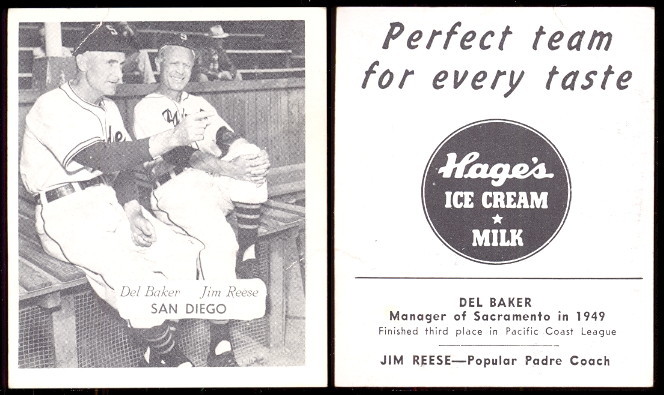 Del Baker Jim Reese
SAN DIEGO
Perfect team
for every taste
Hage's
ICE CREAM
★
MILK
DEL BAKER
Manager of Sacramento in 1949
Finished third place in Pacific Coast League
JIM REESE—Popular Padre Coach